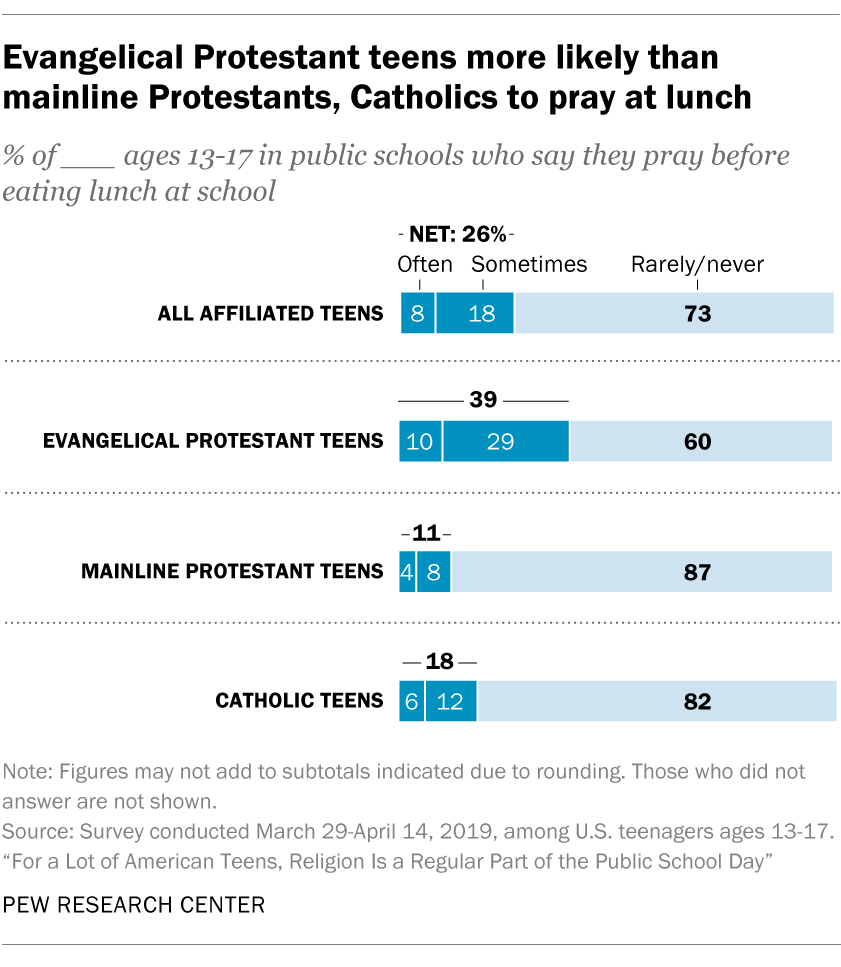 Evangelical Protestant teens more likely than
mainline Protestants, Catholics to pray at lunch
% of ___ ages 13-17 in public schools who say they pray before
eating lunch at school
NET: 26%
Often Sometimes Rarely/never
ALL AFFILIATED TEENS 8 18 73
39
EVANGELICAL PROTESTANT TEENS 10 29 60
11
MAINLINE PROTESTANT TEENS 4 8 87
18
CATHOLIC TEENS 6 12 82
Note: Figures may not add to subtotals indicated due to rounding. Those who did not
answer are not shown.
Source: Survey conducted March 29-April 14, 2019, among U.S. teenagers ages 13-17.
“For a Lot of American Teens, Religion Is a Regular Part of the Public School Day”
PEW RESEARCH CENTER